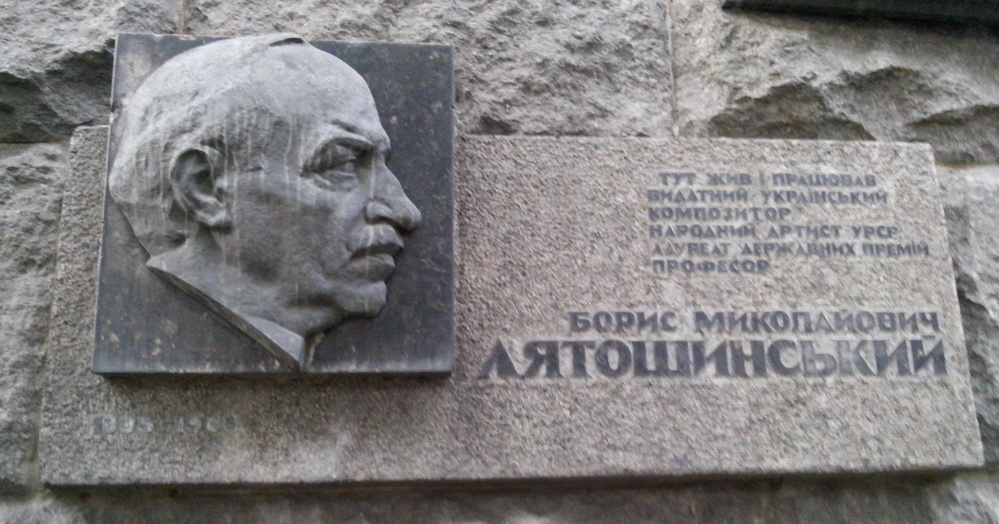 ТУТ ЖИВ І ПРАЦЮВАВ
ВИДАТНИЙ УКРАЇНСЬКИЙ
КОМПОЗИТОР
НАРОДНИЙ АРТИСТ УРСР
ЛАУРЕАТ ДЕРЖАВНИХ ПРЕМІЙ
ПРОФЕСОР
БОРИС МИКОЛАЙОВИЧ
ЛЯТОШИНСЬКИЙ